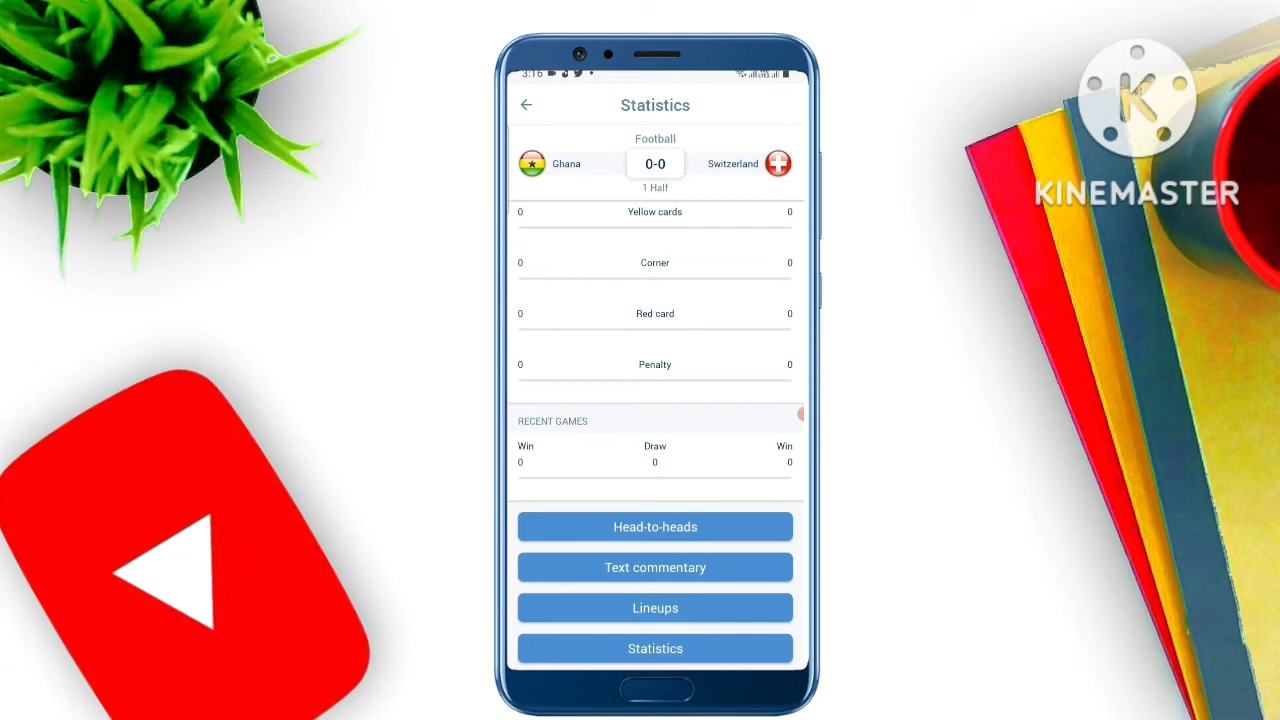 3:16
Statistics
Football
Ghana 0-0 Switzerland
1 Half
0 Yellow cards 0
0 Corner 0
0 Red card 0
0 Penalty 0
RECENT GAMES
Win Draw Win
0 0 0
Head-to-heads
Text commentary
Lineups
Statistics
K
KINEMASTER